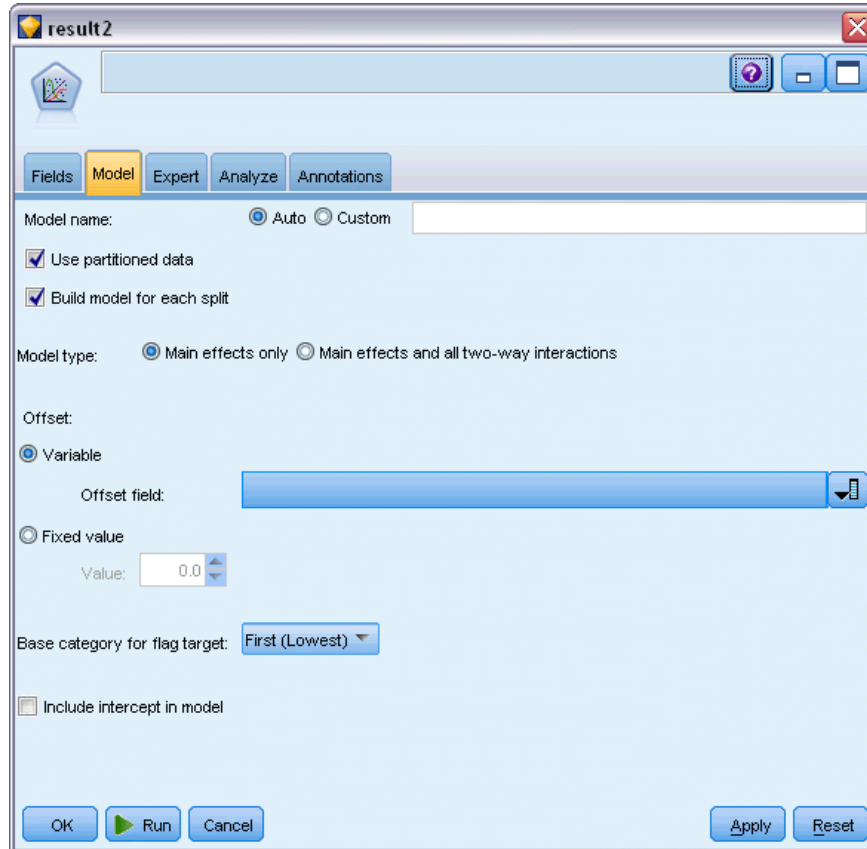 result2
Fields Model Expert Analyze Annotations
Model name: Auto Custom
Use partitioned data
Build model for each split
Model type: Main effects only Main effects and all two-way interactions
Offset:
Variable
Offset field:
Fixed value
Value: 0.0
Base category for flag target: First (Lowest)
Include intercept in model
OK Run Cancel Apply Reset